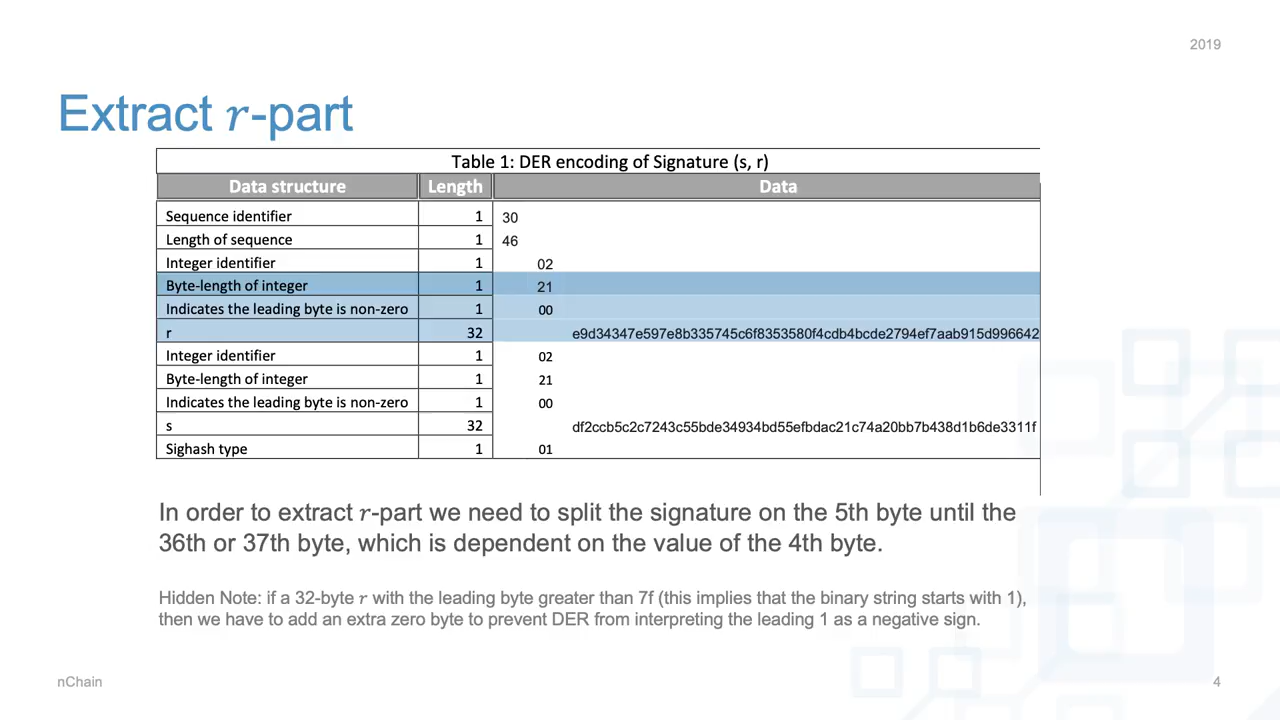 2019
Extract r-part
Table 1: DER encoding of Signature (s, r)
Data structure Length Data
Sequence identifier 1 30
Length of sequence 1 46
Integer identifier 1 02
Byte-length of integer 1 21
Indicates the leading byte is non-zero 1 00
r 32 e9d34347e597e8b335745c6f8353580f4cdb4bcde2794ef7aab915d996642
Integer identifier 1 02
Byte-length of integer 1 21
Indicates the leading byte is non-zero 1 00
s 32 df2ccb5c2c7243c55bde34934bd55efbdac21c74a20bb7b438d1b6de3311f
Sighash type 1 01
In order to extract r-part we need to split the signature on the 5th byte until the
36th or 37th byte, which is dependent on the value of the 4th byte.
Hidden Note: if a 32-byte r with the leading byte greater than 7f (this implies that the binary string starts with 1),
then we have to add an extra zero byte to prevent DER from interpreting the leading 1 as a negative sign.
nChain 4